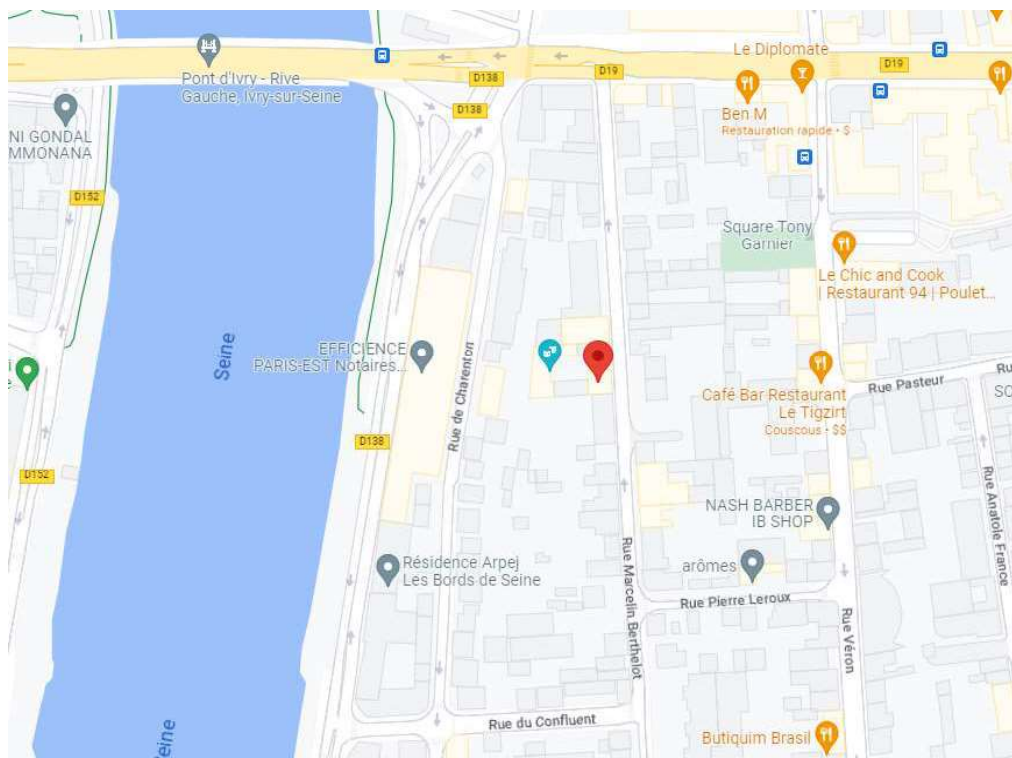 Pont d'Ivry - Rive
Gauche, Ivry-sur-Seine
D138
D19
Le Diplomate
D19
D138
Ben M
Restauration rapide • $
NI GONDAL
MMONANA
D152
Square Tony
Garnier
Le Chic and Cook
| Restaurant 94 | Poulet...
Seine
EFFICIENCE
PARIS-EST Notaires...
Rue de Charenton
Café Bar Restaurant
Le Tigzirt
Couscous • $$
Rue Pasteur
D138
D152
NASH BARBER
IB SHOP
Rue Anatole France
Résidence Arpej
Les Bords de Seine
Rue Marcelin Berthelot
arômes
Rue Pierre Leroux
Rue Véron
Rue du Confluent
Seine
Butiquim Brasil